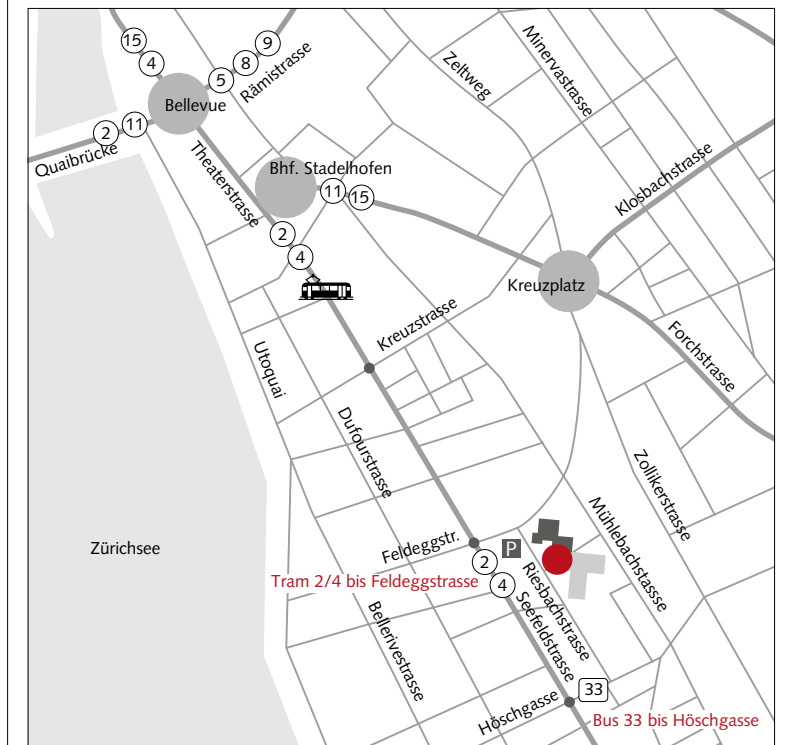 15
4
9
8
5
Rämistrasse
Bellevue
2
11
Quaibrücke
Theaterstrasse
Zeltweg
Minervastrasse
Bhf. Stadelhofen
11
15
Klosbachstrasse
2
4
Kreuzplatz
Kreuzstrasse
Forchstrasse
Utoquai
Dufourstrasse
Zollikerstrasse
Mühlebachstassse
Zürichsee
Feldeggstr.
P
2
4
Tram 2/4 bis Feldeggstrasse
Riesbachstrasse
Seefeldstrasse
Bellerivestrasse
Höschgasse
33
Bus 33 bis Höschgasse